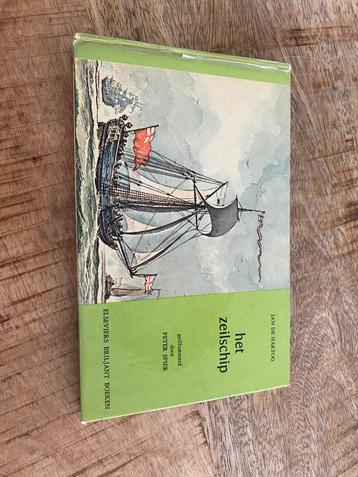 JAN DE HARTOG
het
zeilschip
geïllustreerd
door
PETER SPIER
ELSEVIERS BRILJANT BOEKEN